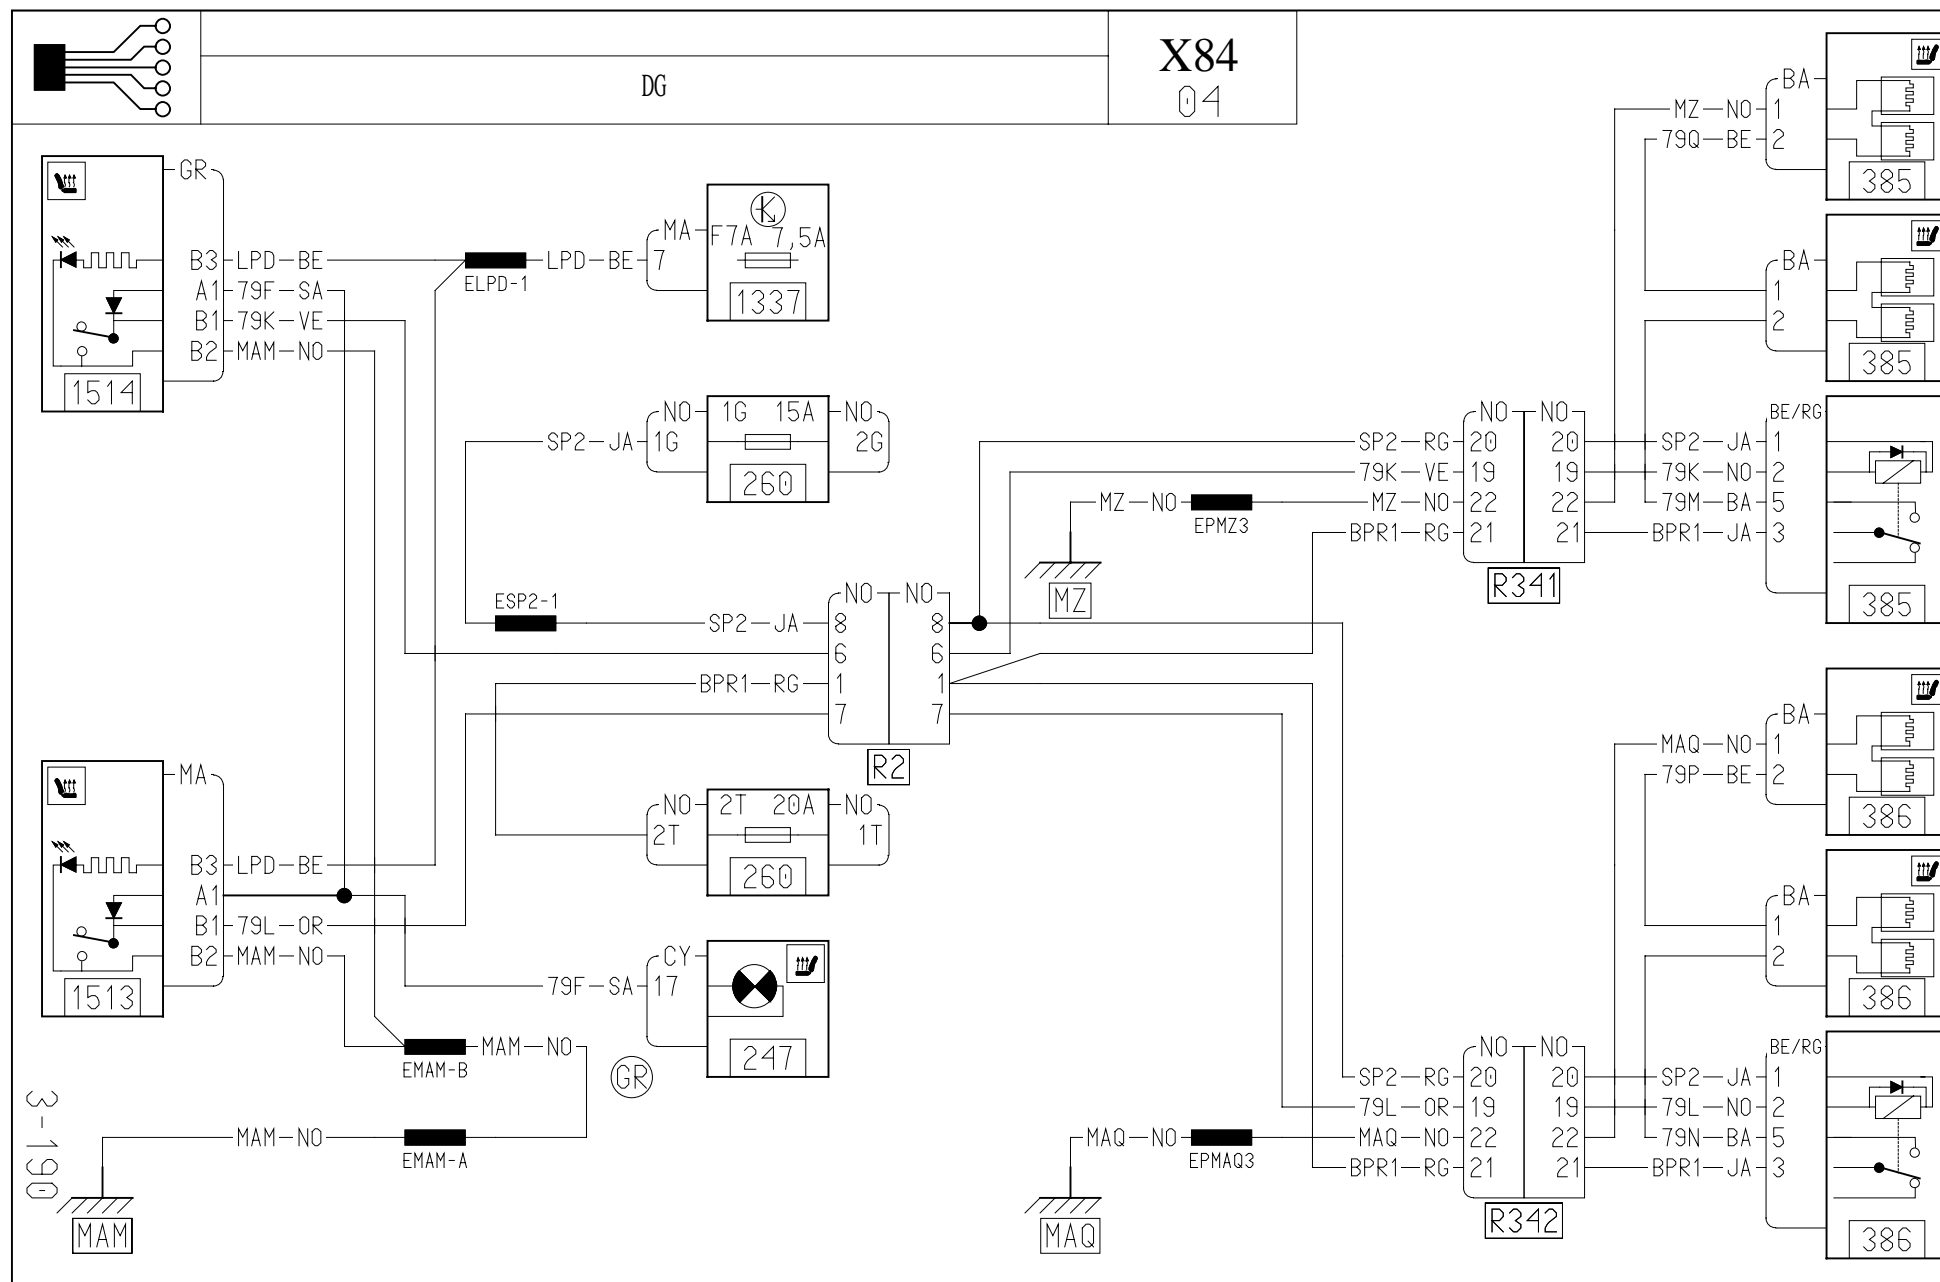 DG
X84
04
GR
B3 LPD BE
A1 79F SA
B1 79K VE
B2 MAM NO
1514
ELPD-1
LPD BE 7
MA
F7A 7,5A
1337
NO 1G 15A NO
SP2 JA 1G 2G
260
ESP2-1
SP2 JA 8
NO NO
8
6 6
BPR1 RG 1 1
7 7
R2
NO 2T 20A NO
2T 1T
260
MA
B3 LPD BE
A1
B1 79L OR
B2 MAM NO
1513
CY
79F SA 17
247
GR
EMAM-B
MAM NO
MAM NO
EMAM-A
MAM
3-190
MZ NO
EPMZ3
MZ
NO NO
SP2 RG 20 20 SP2 JA 1
79K VE 19 19 79K NO 2
MZ NO 22 22 79M BA 5
BPR1 RG 21 21 BPR1 JA 3
R341
BE/RG
385
BA
MZ NO 1
79Q BE 2
385
BA
1
2
385
BA
MAQ NO 1
79P BE 2
386
BA
1
2
386
MAQ NO
EPMAQ3
MAQ
NO NO
SP2 RG 20 20 SP2 JA 1
79L OR 19 19 79L NO 2
MAQ NO 22 22 79N BA 5
BPR1 RG 21 21 BPR1 JA 3
R342
BE/RG
386